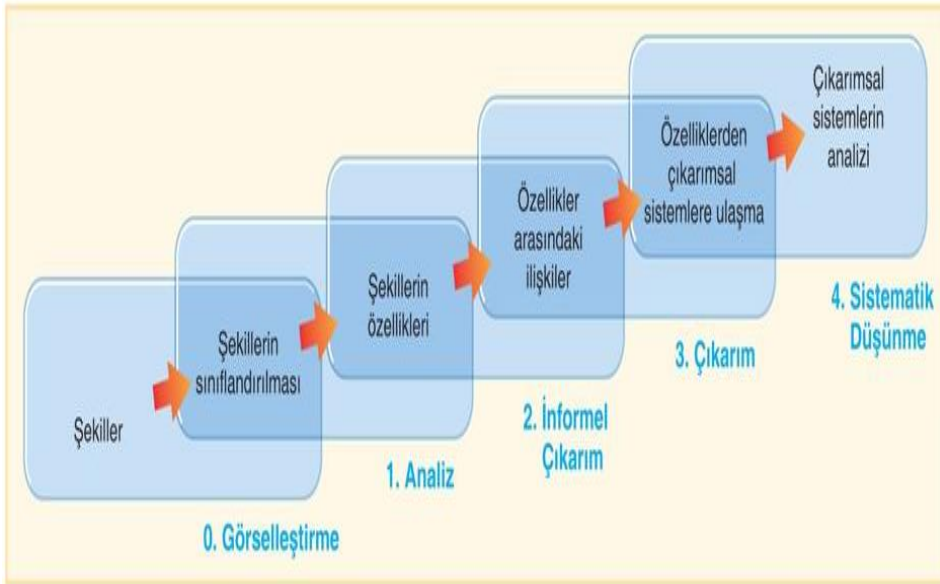 Şekiller
Şekillerin
sınıflandırılması
Şekillerin
özellikleri
Özellikler
arasındaki
ilişkiler
Özelliklerden
çıkarımsal
sistemlere ulaşma
Çıkarımsal
sistemlerin
analizi
0. Görselleştirme
1. Analiz
2. İnformel
Çıkarım
3. Çıkarım
4. Sistematik
Düşünme